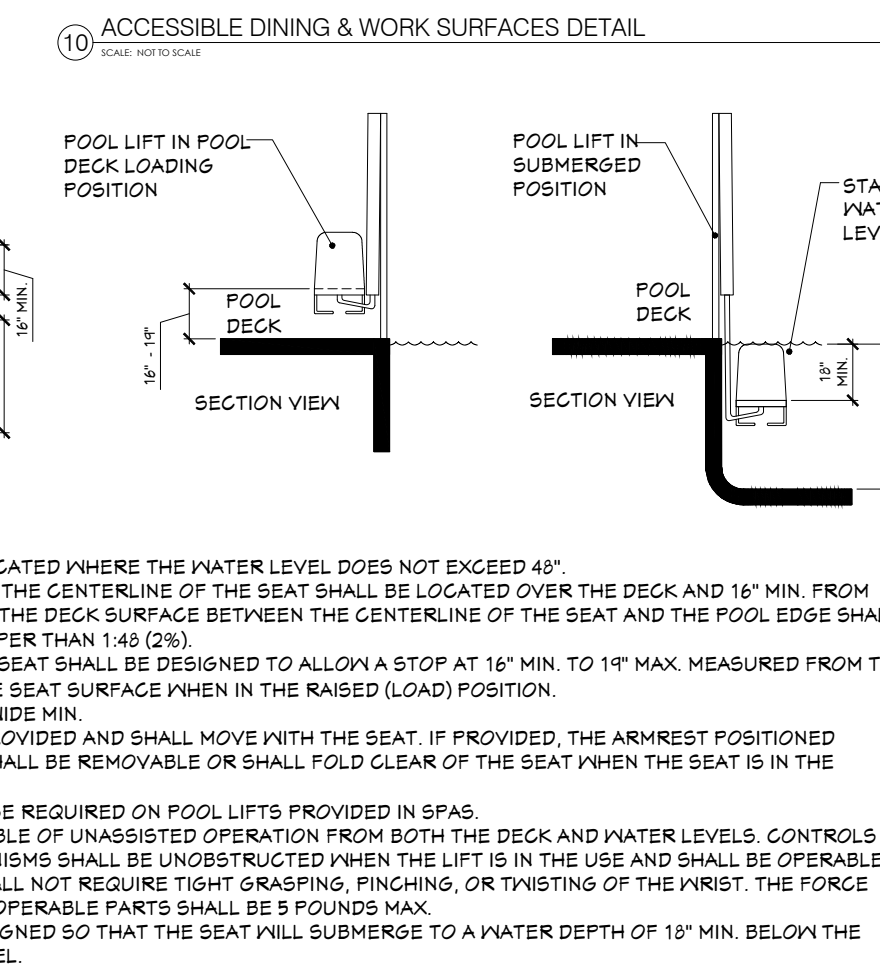 10 ACCESSIBLE DINING & WORK SURFACES DETAIL
SCALE: NOT TO SCALE
POOL LIFT IN POOL
DECK LOADING
POSITION
POOL LIFT IN
SUBMERGED
POSITION
STA
WAT
LEV
16" MIN.
POOL
DECK
16" - 19"
SECTION VIEW
POOL
DECK
18"
MIN.
SECTION VIEW
CATED WHERE THE WATER LEVEL DOES NOT EXCEED 48".
THE CENTERLINE OF THE SEAT SHALL BE LOCATED OVER THE DECK AND 16" MIN. FROM
THE DECK SURFACE BETWEEN THE CENTERLINE OF THE SEAT AND THE POOL EDGE SHAL
PER THAN 1:48 (2%).
SEAT SHALL BE DESIGNED TO ALLOW A STOP AT 16" MIN. TO 19" MAX. MEASURED FROM T
E SEAT SURFACE WHEN IN THE RAISED (LOAD) POSITION.
WIDE MIN.
OVIDED AND SHALL MOVE WITH THE SEAT. IF PROVIDED, THE ARMREST POSITIONED
HALL BE REMOVABLE OR SHALL FOLD CLEAR OF THE SEAT WHEN THE SEAT IS IN THE
BE REQUIRED ON POOL LIFTS PROVIDED IN SPAS.
BLE OF UNASSISTED OPERATION FROM BOTH THE DECK AND WATER LEVELS. CONTROLS
NISMS SHALL BE UNOBSTRUCTED WHEN THE LIFT IS IN THE USE AND SHALL BE OPERABLE
ALL NOT REQUIRE TIGHT GRASPING, PINCHING, OR TWISTING OF THE WRIST. THE FORCE
OPERABLE PARTS SHALL BE 5 POUNDS MAX.
IGNED SO THAT THE SEAT WILL SUBMERGE TO A WATER DEPTH OF 18" MIN. BELOW THE
EL.